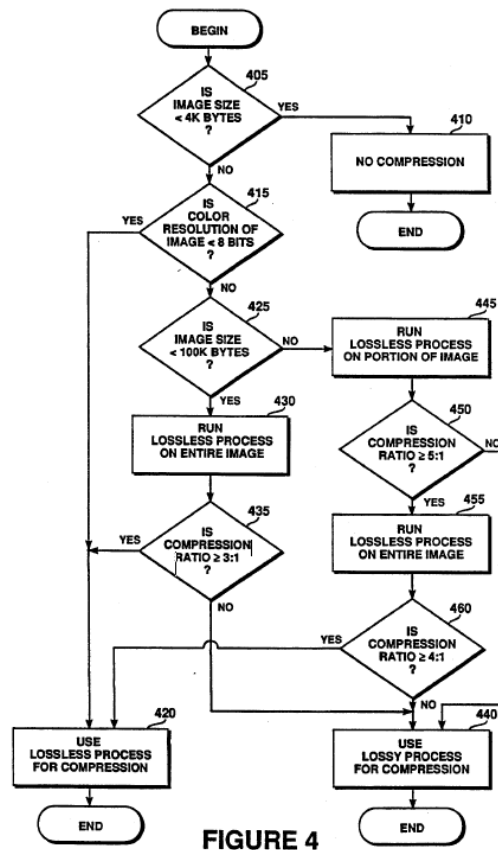 BEGIN
405
IS
IMAGE SIZE
< 4K BYTES
?
YES
NO
410
NO COMPRESSION
END
415
IS
COLOR
RESOLUTION OF
IMAGE < 8 BITS
?
YES
NO
425
IS
IMAGE SIZE
< 100K BYTES
?
NO
YES
445
RUN
LOSSLESS PROCESS
ON PORTION OF IMAGE
430
RUN
LOSSLESS PROCESS
ON ENTIRE IMAGE
450
IS
COMPRESSION
RATIO ≥ 5:1
?
NO
YES
435
IS
COMPRESSION
RATIO ≥ 3:1
?
YES
NO
455
RUN
LOSSLESS PROCESS
ON ENTIRE IMAGE
460
IS
COMPRESSION
RATIO ≥ 4:1
?
YES
NO
420
USE
LOSSLESS PROCESS
FOR COMPRESSION
END
440
USE
LOSSY PROCESS
FOR COMPRESSION
END
FIGURE 4